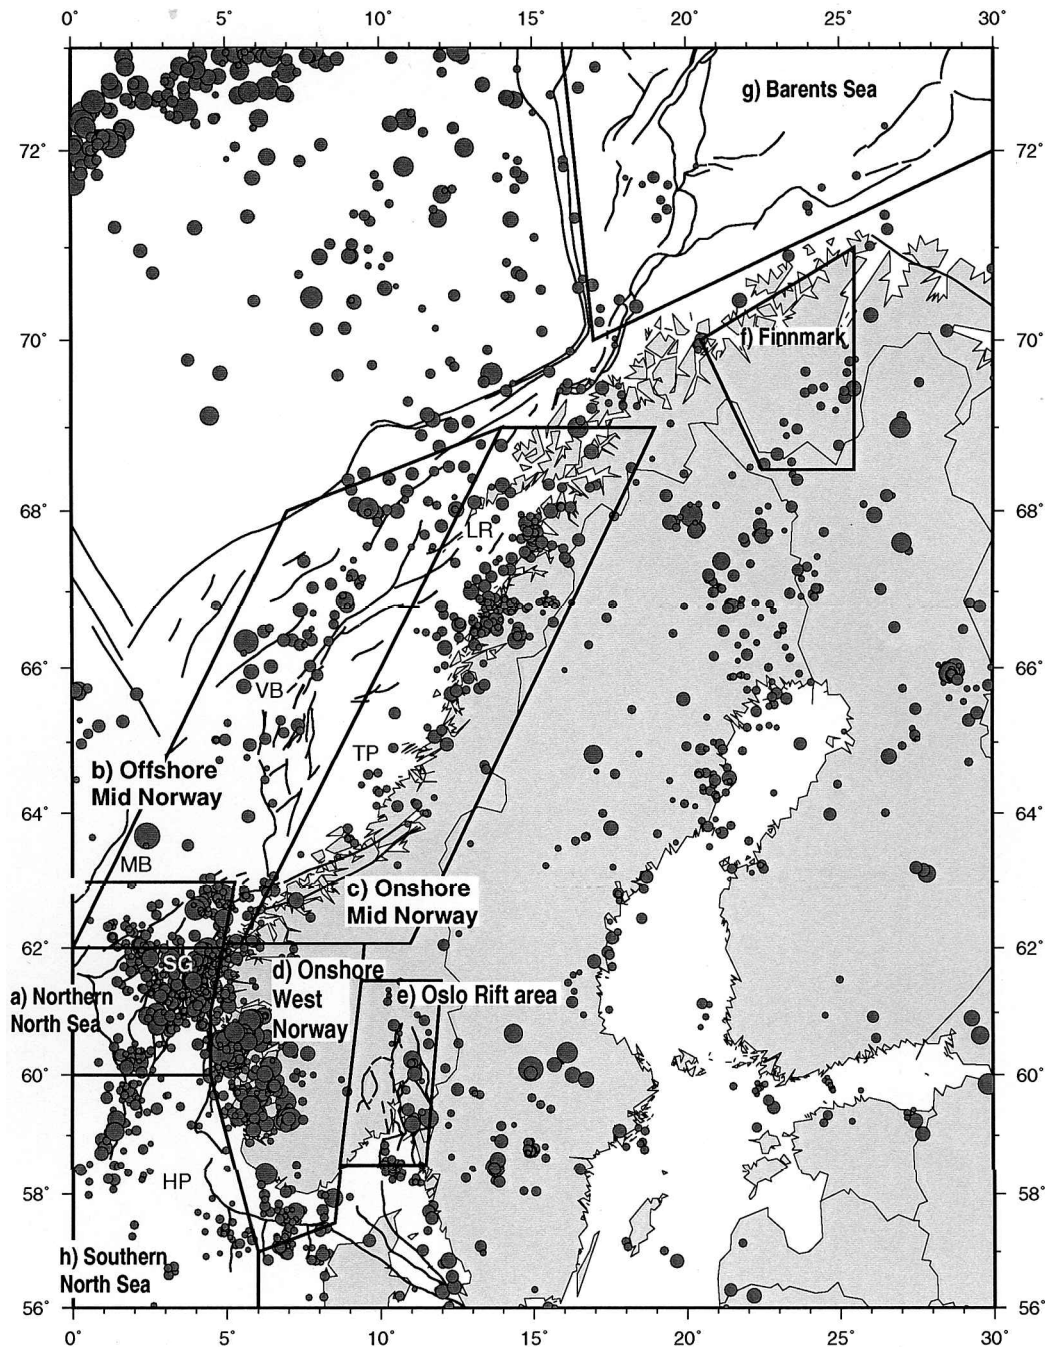 0° 5° 10° 15° 20° 25° 30°
g) Barents Sea
72° 72°
70° 70°
f) Finnmark
68° 68°
LR
66° 66°
VB
TP
b) Offshore
Mid Norway
64° 64°
MB
c) Onshore
Mid Norway
62° 62°
SG
d) Onshore
West
Norway
a) Northern
North Sea
e) Oslo Rift area
60° 60°
HP
58° 58°
h) Southern
North Sea
56° 56°
0° 5° 10° 15° 20° 25° 30°